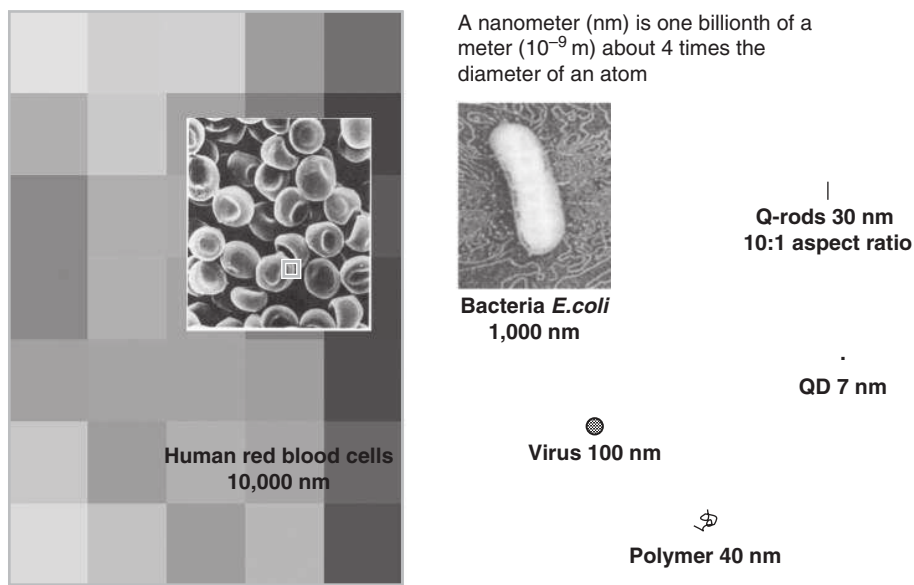 A nanometer (nm) is one billionth of a
meter (10⁻⁹ m) about 4 times the
diameter of an atom
Q-rods 30 nm
10:1 aspect ratio
Bacteria E.coli
1,000 nm
QD 7 nm
Virus 100 nm
Human red blood cells
10,000 nm
Polymer 40 nm